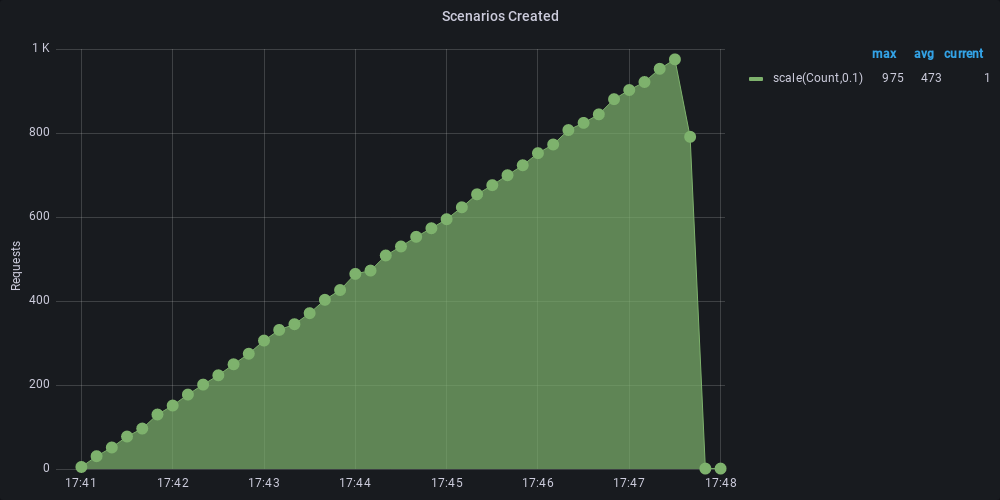 Scenarios Created
1 K
800
600
400
200
0
Requests
17:41 17:42 17:43 17:44 17:45 17:46 17:47 17:48
max avg current
scale(Count,0.1) 975 473 1